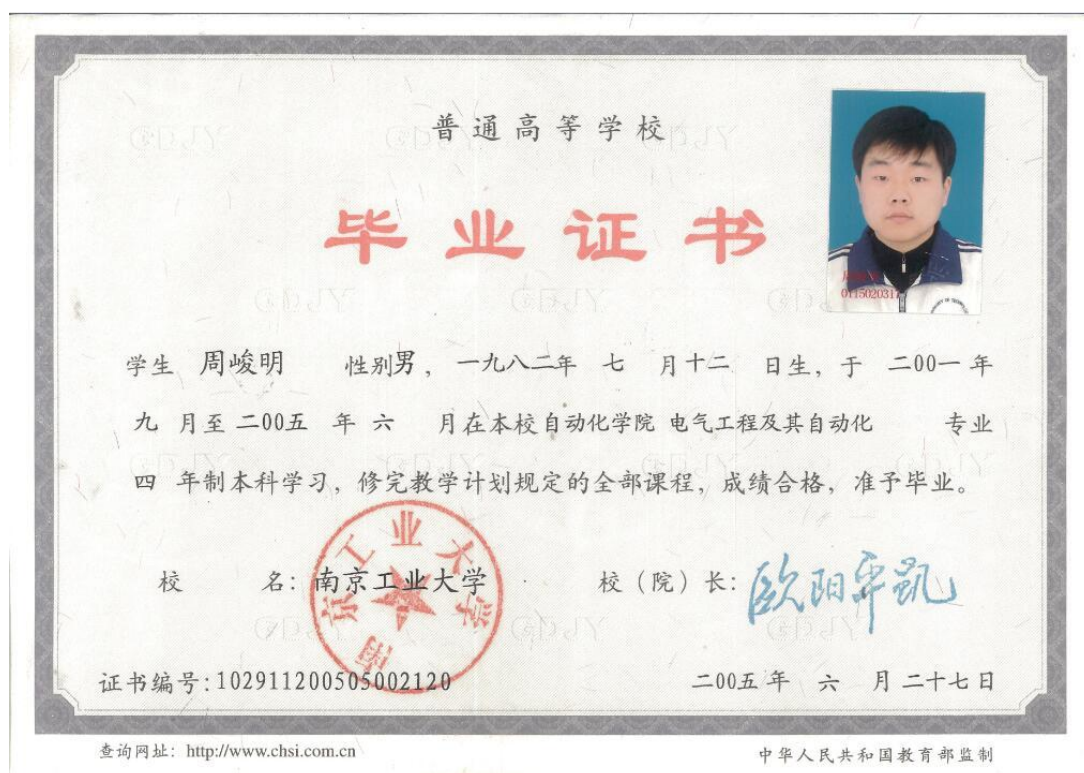 普通高等学校
毕业证书
0115020317
学生 周峻明 性别男，一九八二年 七 月十二 日生，于 二00一 年
九 月至 二00五 年 六 月在本校自动化学院 电气工程及其自动化 专业
四 年制本科学习，修完教学计划规定的全部课程，成绩合格，准予毕业。
校 名：南京工业大学 校（院）长：欧阳平凯
南京工业大学
证书编号：102911200505002120 二00五年 六 月 二十七日
查询网址：http://www.chsi.com.cn 中华人民共和国教育部监制